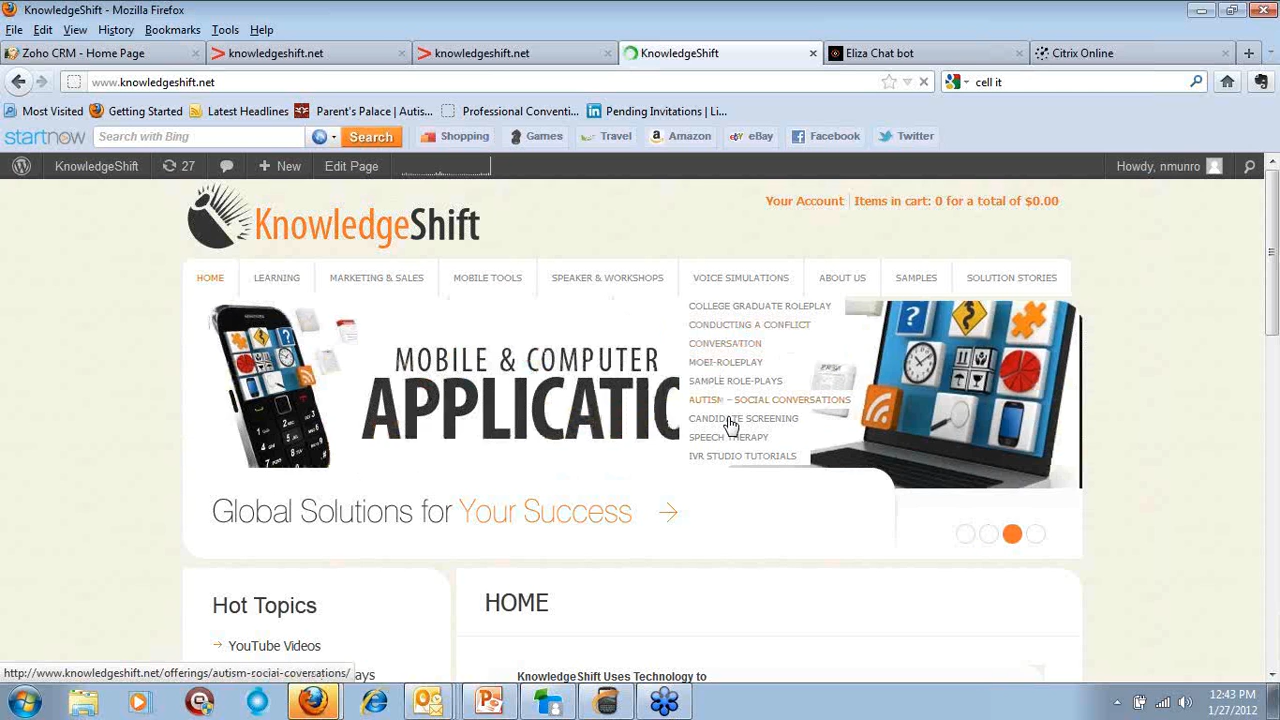 KnowledgeShift - Mozilla Firefox
File Edit View History Bookmarks Tools Help
Zoho CRM - Home Page × knowledgeshift.net × knowledgeshift.net × KnowledgeShift × Eliza Chat bot × Citrix Online × +
www.knowledgeshift.net cell it
Most Visited Getting Started Latest Headlines Parent's Palace | Autis... Professional Conventi... Pending Invitations | Li...
startnow Search with Bing Search Shopping Games Travel Amazon eBay Facebook Twitter
KnowledgeShift 27 + New Edit Page Howdy, nmunro
KnowledgeShift
Your Account Items in cart: 0 for a total of $0.00
HOME LEARNING MARKETING & SALES MOBILE TOOLS SPEAKER & WORKSHOPS VOICE SIMULATIONS ABOUT US SAMPLES SOLUTION STORIES
COLLEGE GRADUATE ROLEPLAY
CONDUCTING A CONFLICT
CONVERSATION
MOEI-ROLEPLAY
SAMPLE ROLE-PLAYS
AUTISM – SOCIAL CONVERSATIONS
CANDIDATE SCREENING
SPEECH THERAPY
IVR STUDIO TUTORIALS
MOBILE & COMPUTER
APPLICATIO
Global Solutions for Your Success →
Hot Topics
→ YouTube Videos
HOME
KnowledgeShift Uses Technology to
http://www.knowledgeshift.net/offerings/autism-social-coversations/
ays
12:43 PM
1/27/2012